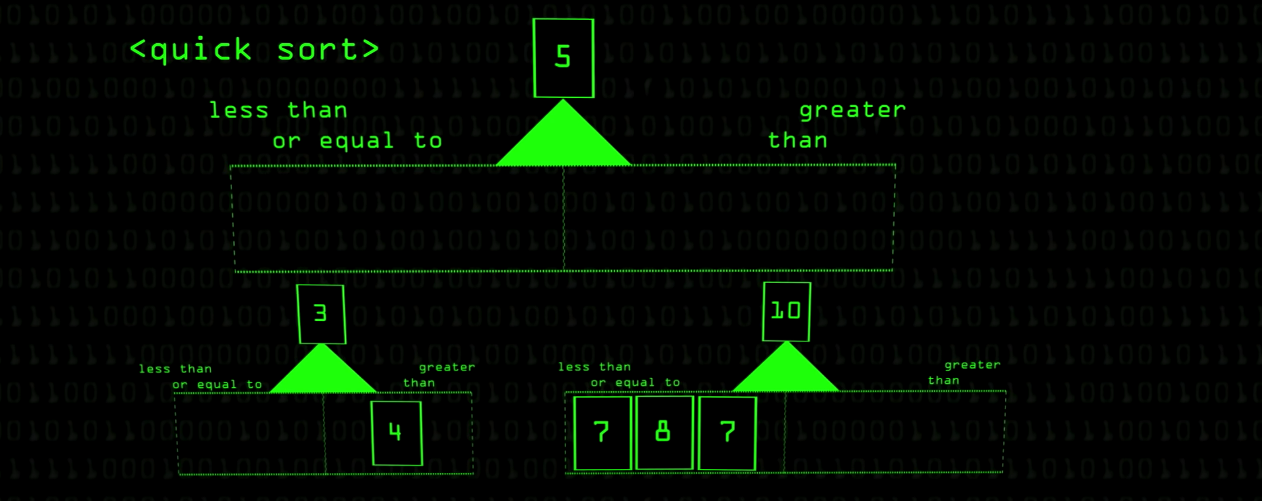 <quick sort>
5
less than
or equal to
greater
than
3
10
less than
or equal to
greater
than
less than
or equal to
greater
than
4
7 8 7